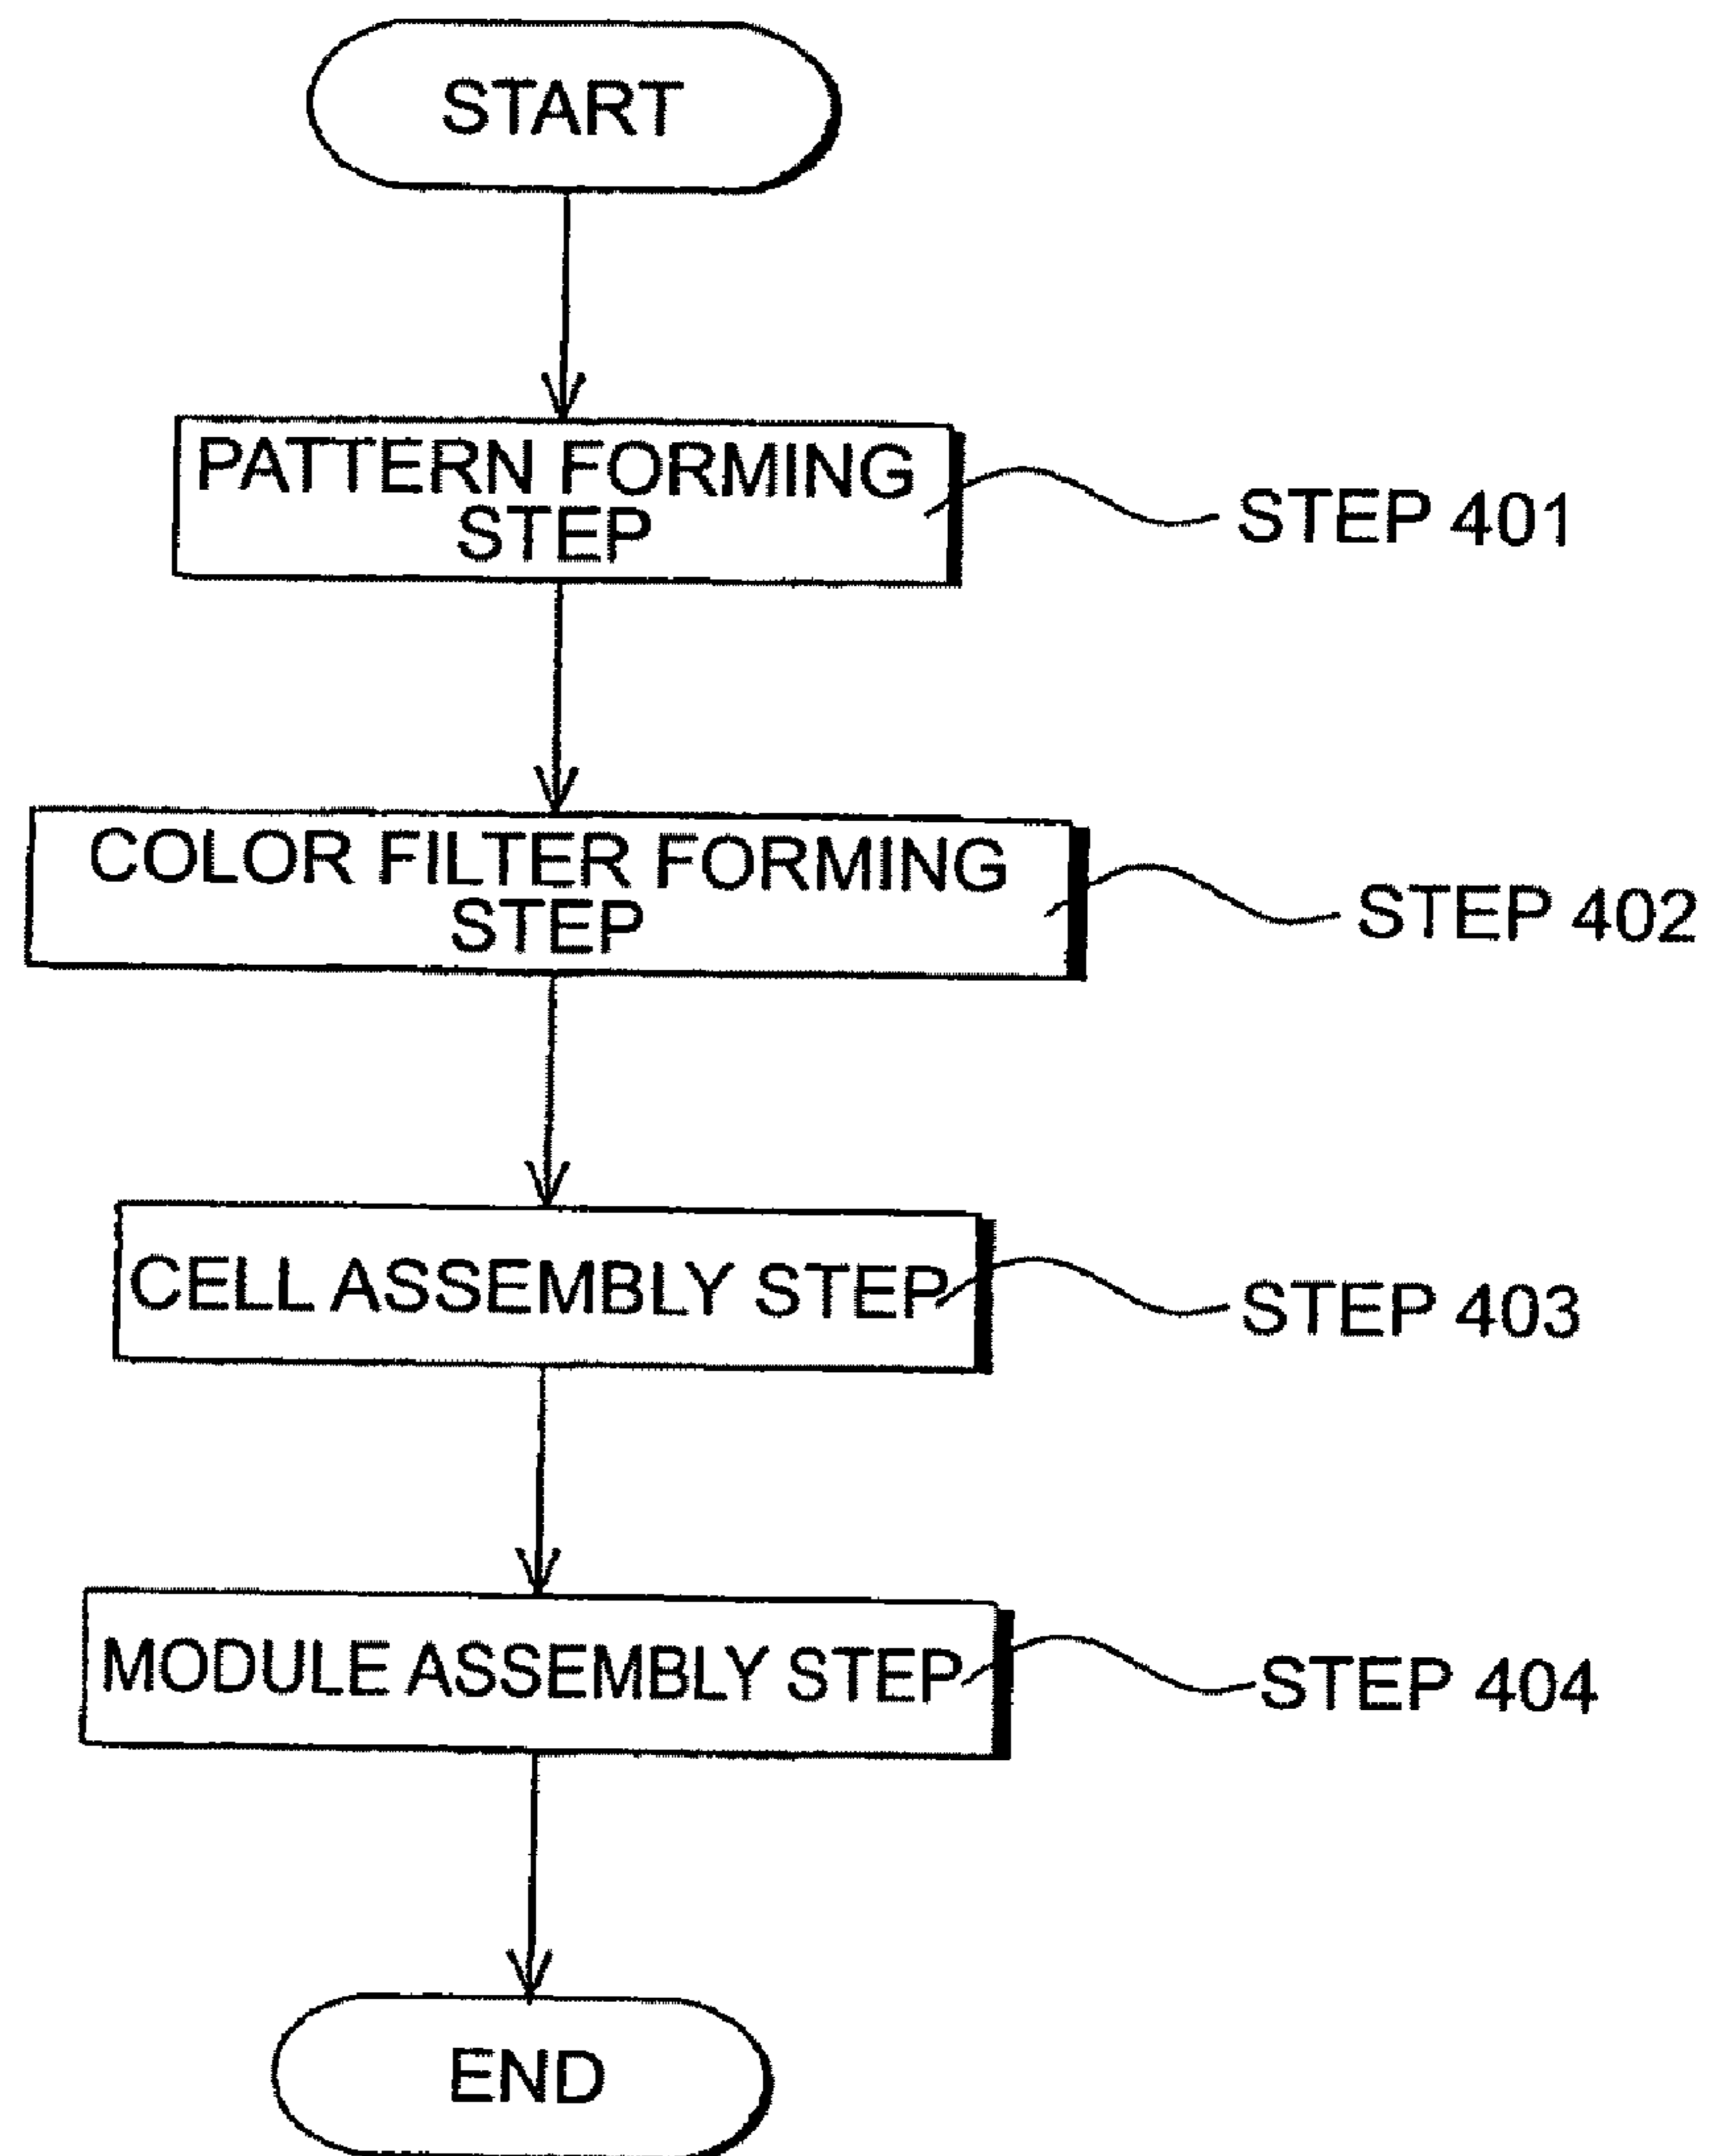 START
PATTERN FORMING
STEP
STEP 401
COLOR FILTER FORMING
STEP
STEP 402
CELL ASSEMBLY STEP
STEP 403
MODULE ASSEMBLY STEP
STEP 404
END